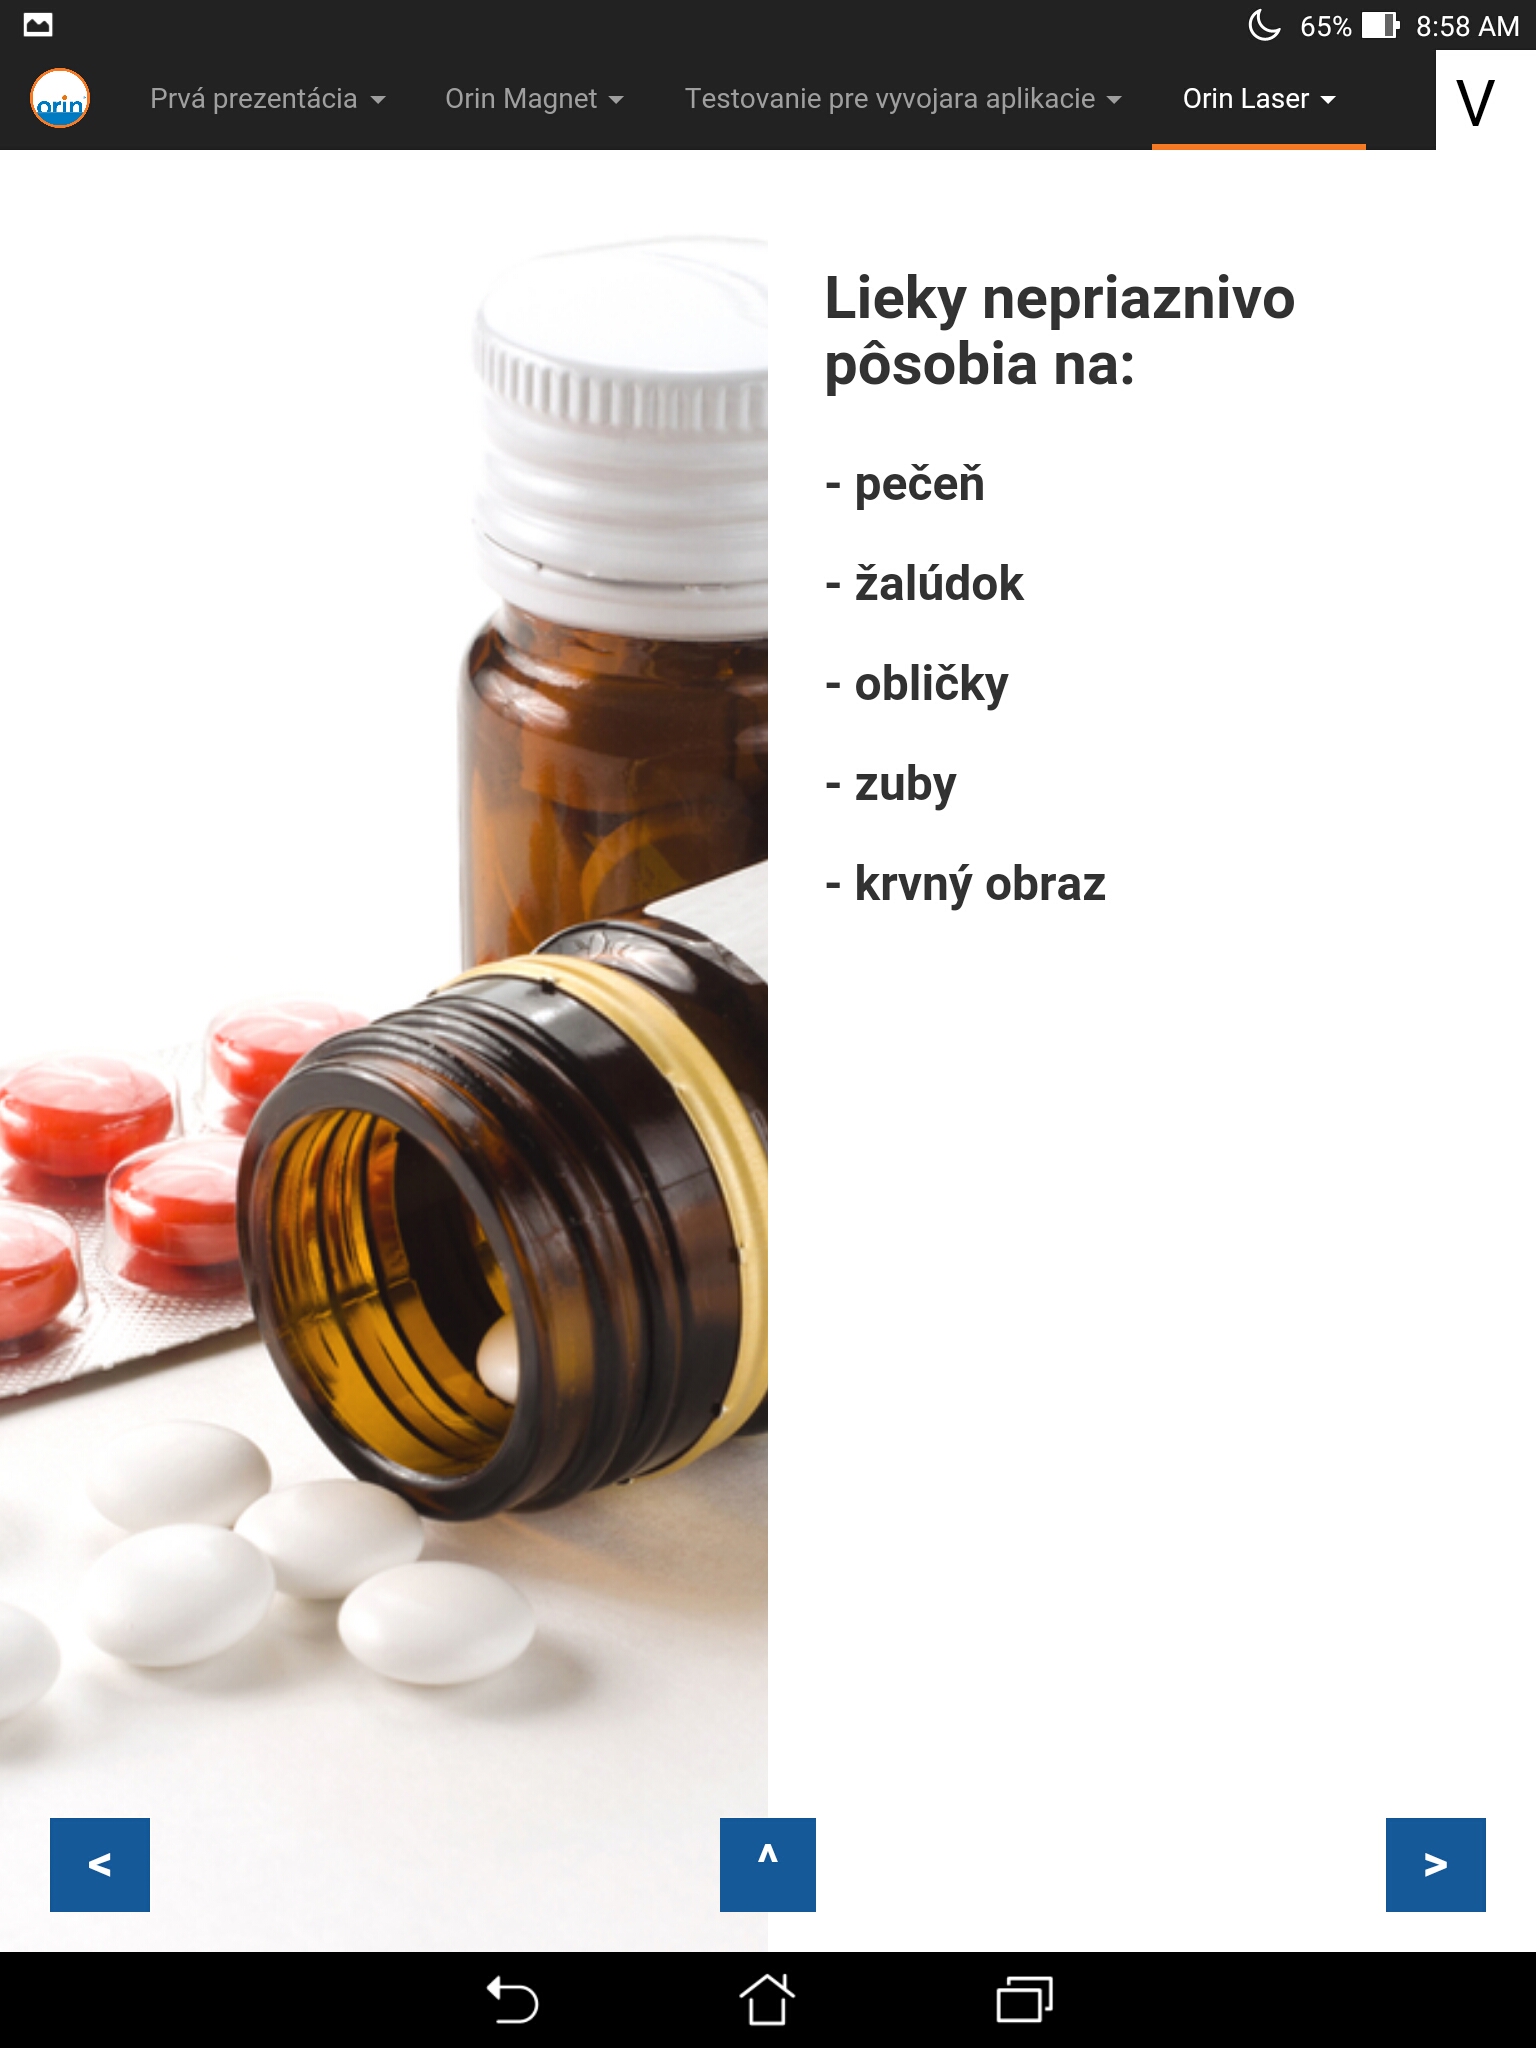 65% 8:58 AM
orin Prvá prezentácia Orin Magnet Testovanie pre vyvojara aplikacie Orin Laser V
Lieky nepriaznivo
pôsobia na:
- pečeň
- žalúdok
- obličky
- zuby
- krvný obraz
< ^ >